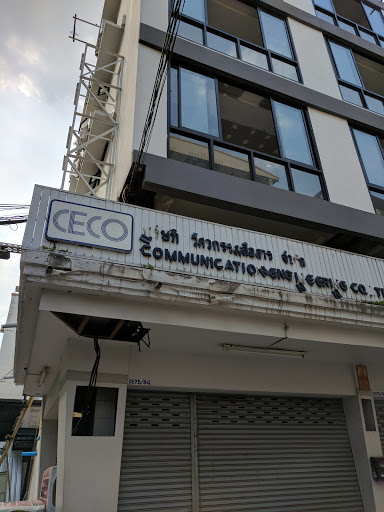 CECO
บริษัท วิศวกรรมสื่อสาร จำกัด
COMMUNICATION ENGINEERING CO., 
1575/